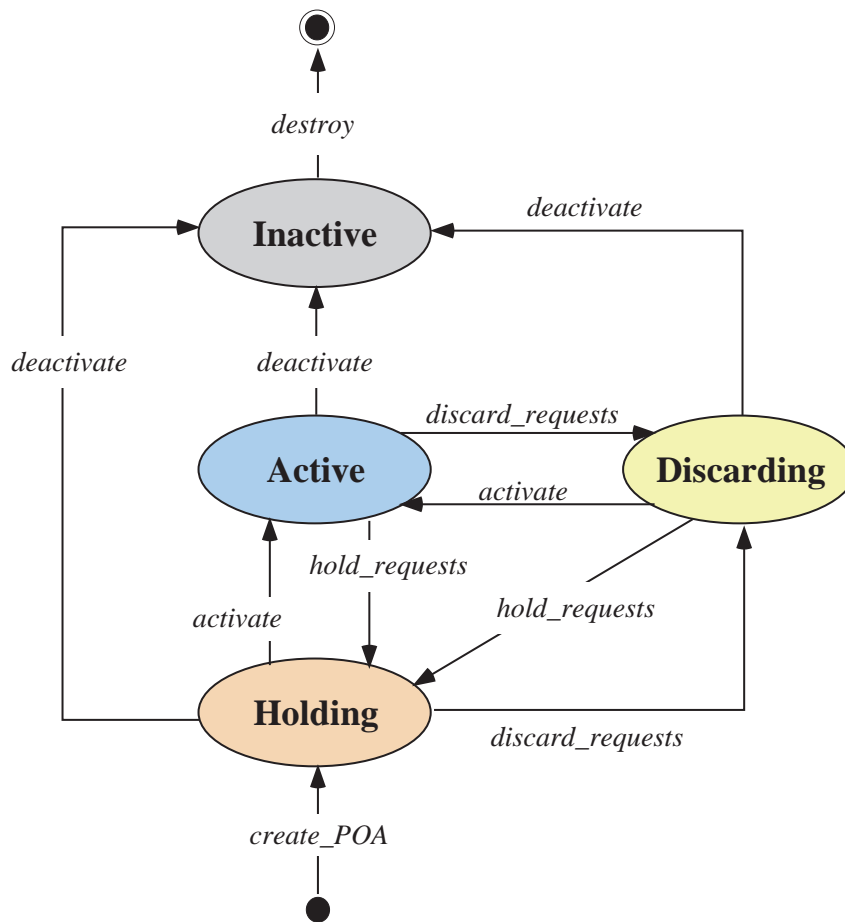 destroy
Inactive
deactivate
deactivate
deactivate
discard_requests
Active
Discarding
activate
hold_requests
hold_requests
activate
Holding
discard_requests
create_POA